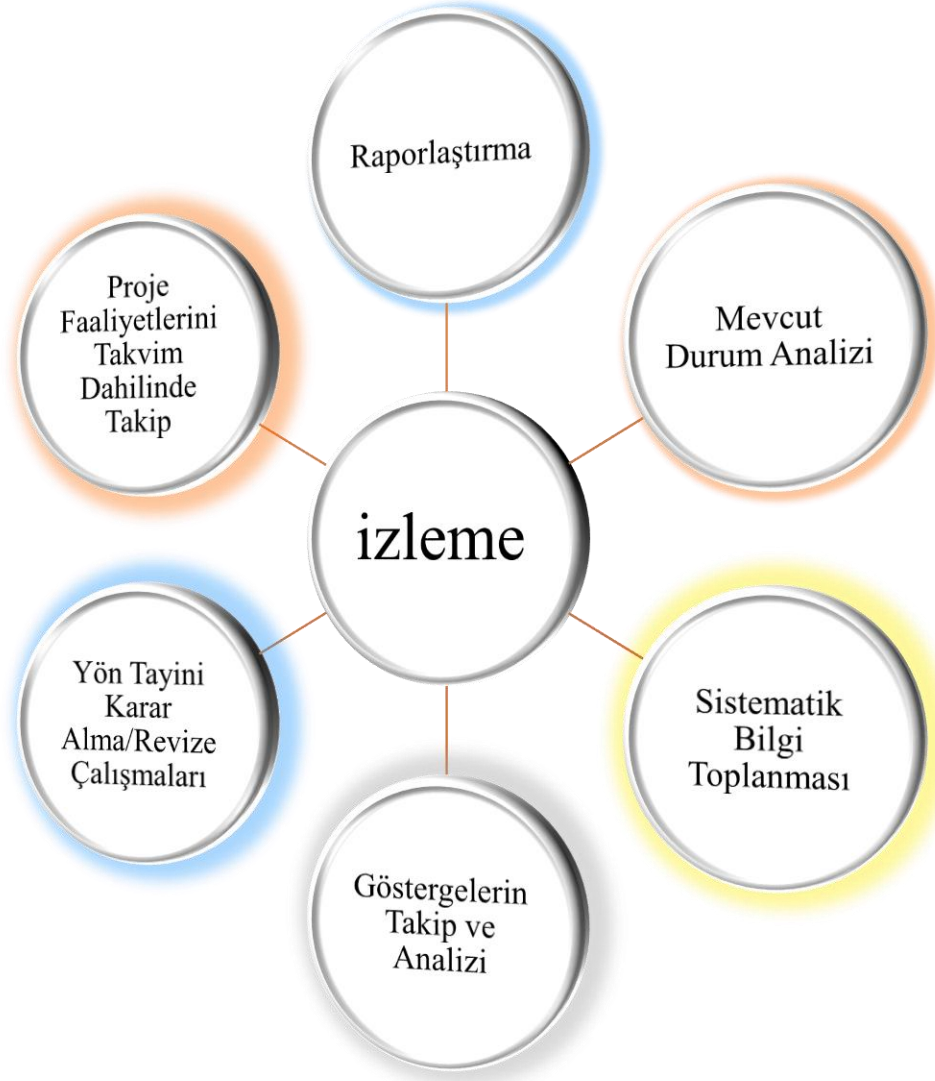 Raporlaştırma
Mevcut
Durum Analizi
Sistematik
Bilgi
Toplanması
Göstergelerin
Takip ve
Analizi
Yön Tayini
Karar
Alma/Revize
Çalışmaları
Proje
Faaliyetlerini
Takvim
Dahilinde
Takip
izleme